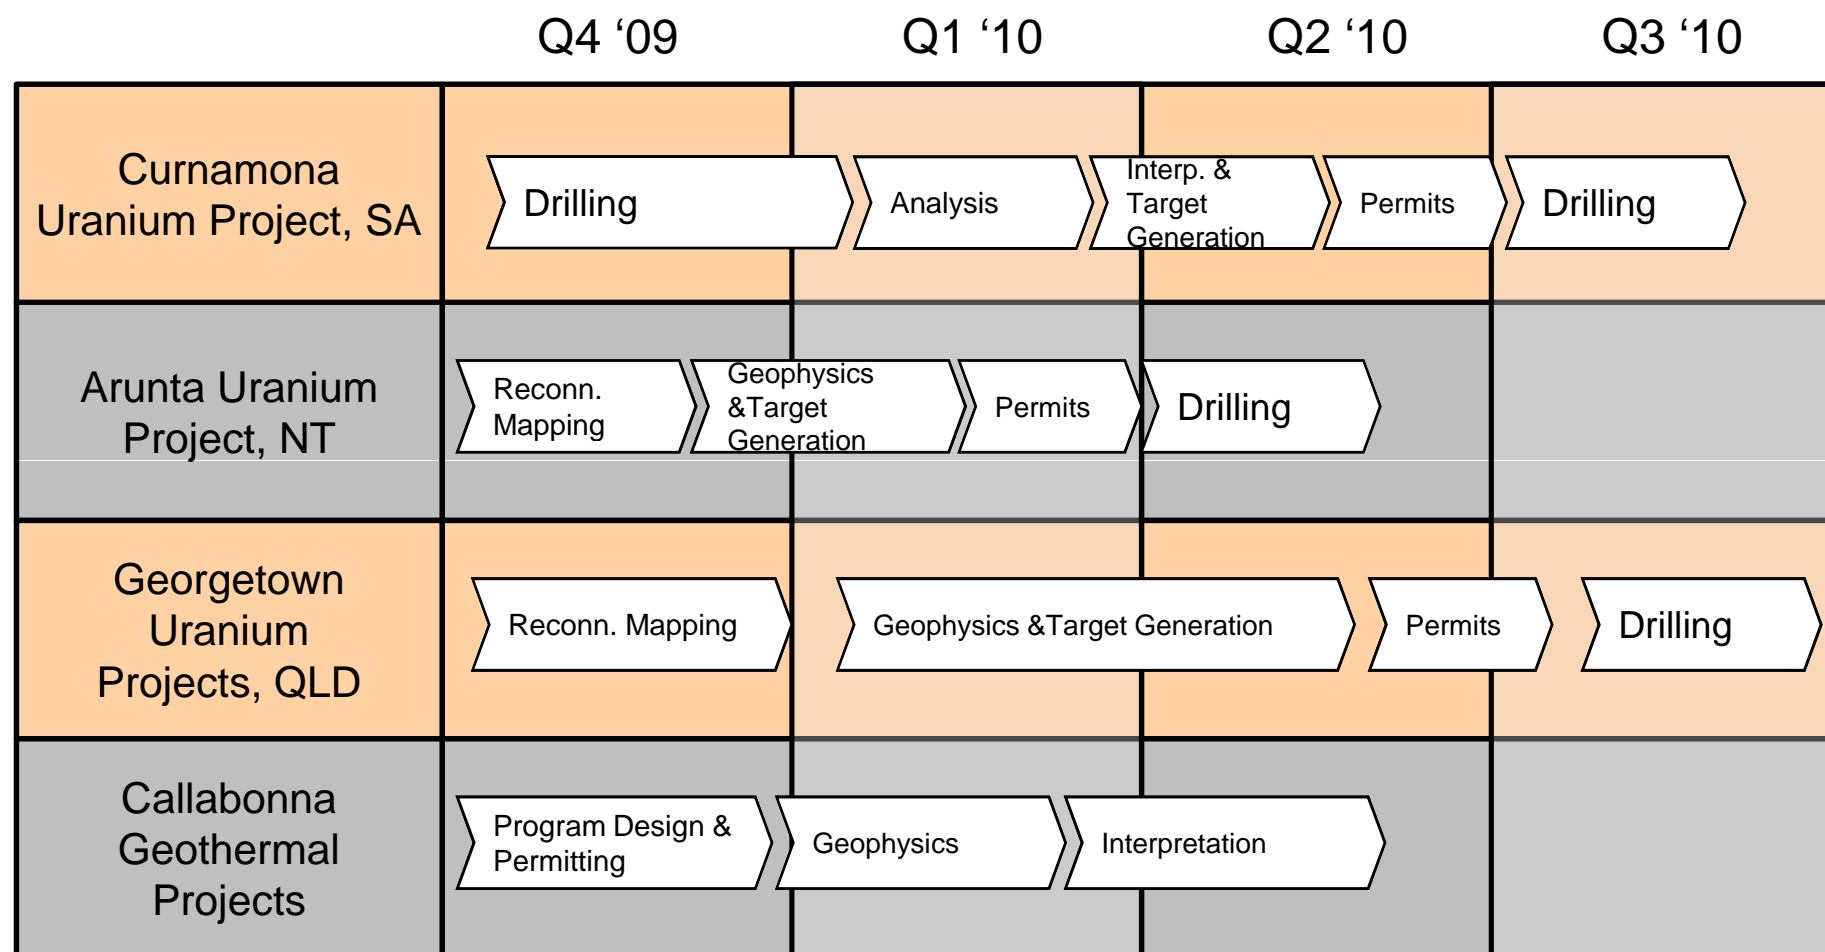 Q4 ‘09
Q1 ‘10
Q2 ‘10
Q3 ‘10
Curnamona
Uranium Project, SA
Drilling
Analysis
Interp. &
Target
Generation
Permits
Drilling
Arunta Uranium
Project, NT
Reconn.
Mapping
Geophysics
&Target
Generation
Permits
Drilling
Georgetown
Uranium
Projects, QLD
Reconn. Mapping
Geophysics &Target Generation
Permits
Drilling
Callabonna
Geothermal
Projects
Program Design &
Permitting
Geophysics
Interpretation